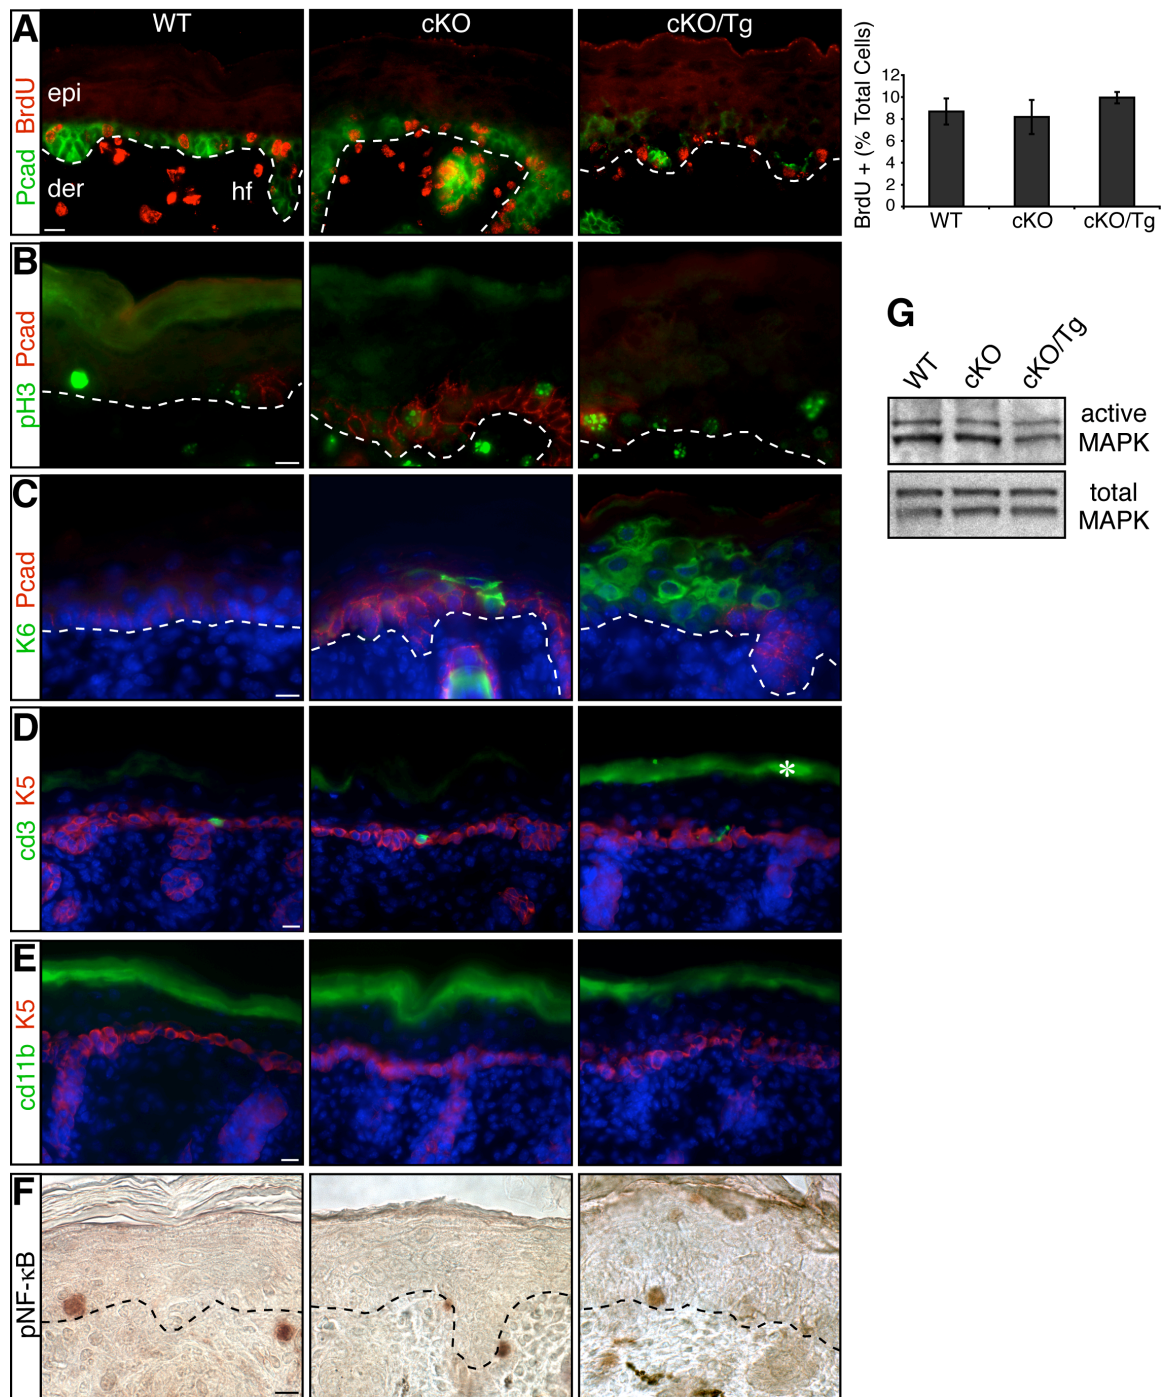 A
WT
cKO
cKO/Tg
Pcad BrdU
epi
der
hf
BrdU + (% Total Cells)
12
10
8
6
4
2
0
WT
cKO
cKO/Tg
B
pH3 Pcad
C
K6 Pcad
D
cd3 K5
*
E
cd11b K5
F
pNF-κB
G
WT
cKO
cKO/Tg
active
MAPK
total
MAPK